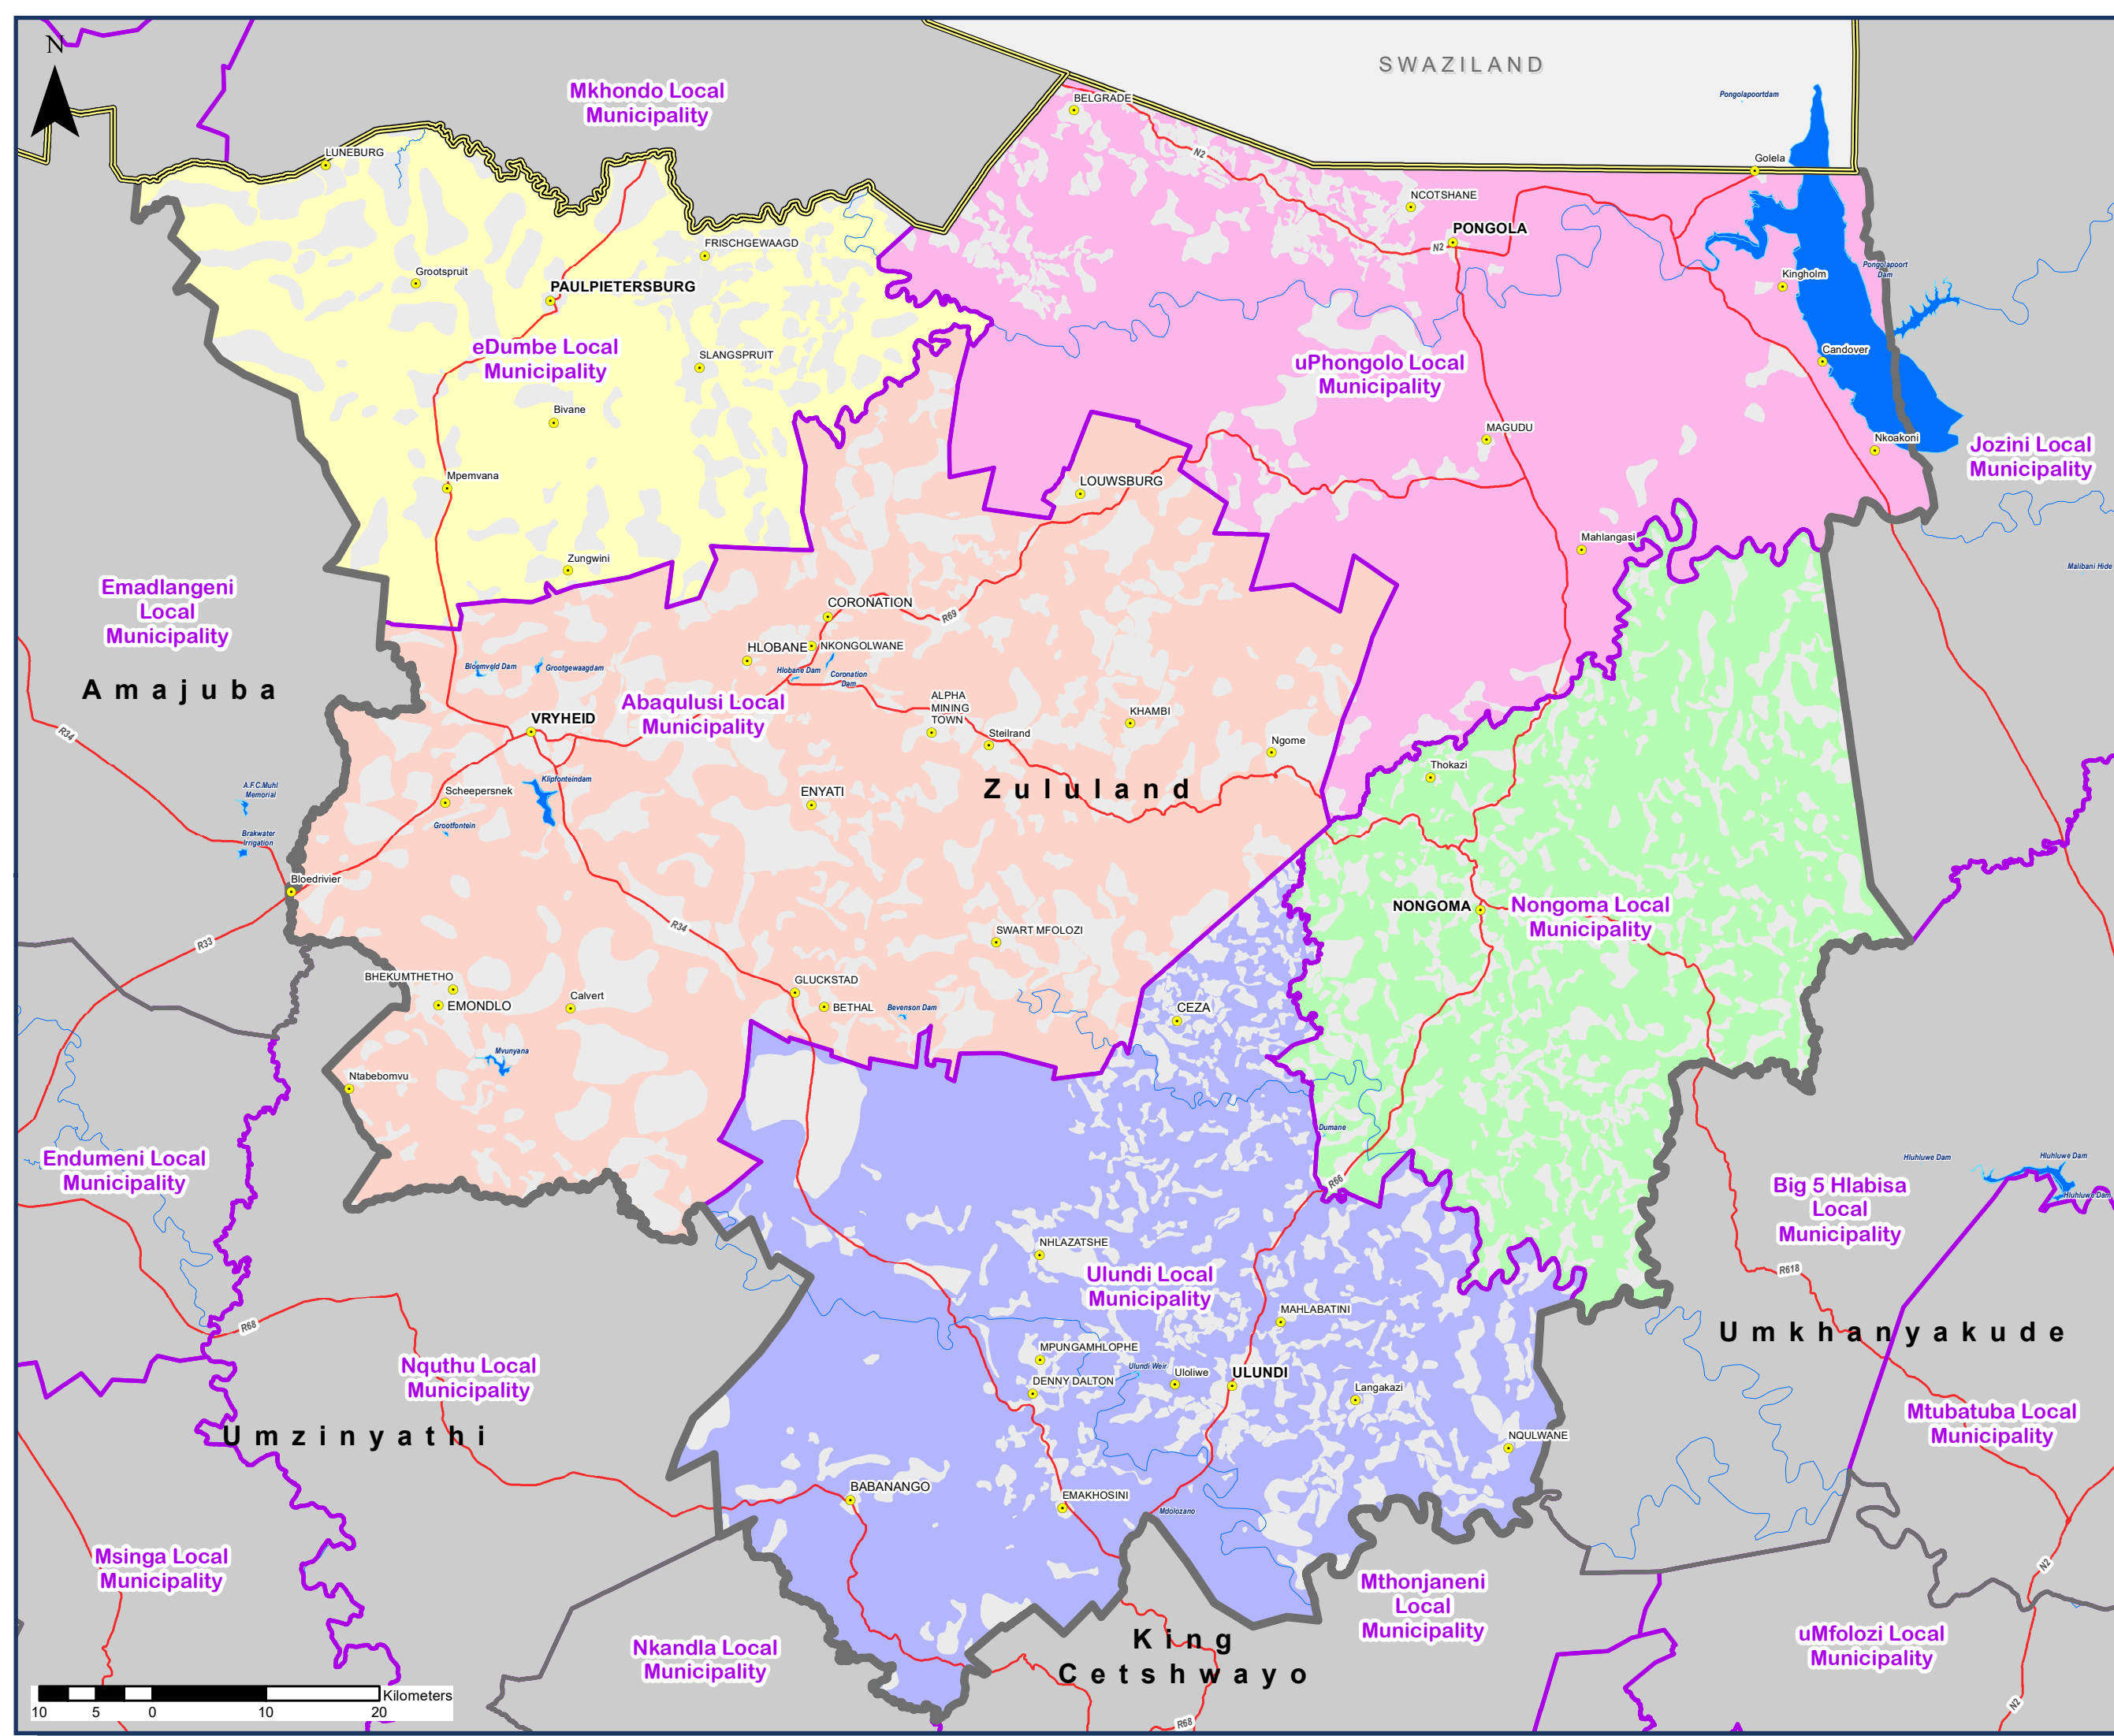 N
SWAZILAND
Mkhondo Local
Municipality
Pongolapoortdam
BELGRADE
LUNEBURG
N2
Golela
NCOTSHANE
PONGOLA
N2
FRISCHGEWAAGD
Grootspruit
PAULPIETERSBURG
Kingholm
Pongolapoort
Dam
eDumbe Local
Municipality
SLANGSPRUIT
Candover
uPhongolo Local
Municipality
Bivane
MAGUDU
Nkoakoni
Jozini Local
Municipality
Mpemvana
LOUWSBURG
Mahlangasi
Zungwini
Malibani Hide
Emadlangeni
Local
Municipality
CORONATION
R69
HLOBANE
NKONGOLWANE
Bloemveld Dam
Grootgewaagdam
Hlobane Dam
Coronation
Dam
Amajuba
Abaqulusi Local
Municipality
ALPHA
MINING
TOWN
KHAMBI
VRYHEID
R34
Steilrand
Ngome
Thokazi
A.F.C.Muhl
Memorial
Klipfonteindam
Zululand
Scheepersnek
ENYATI
Grootfontein
Brakwater
Irrigation
Bloedrivier
NONGOMA
Nongoma Local
Municipality
R34
SWART MFOLOZI
R33
BHEKUMTHETHO
EMONDLO
Calvert
GLUCKSTAD
BETHAL
Bevenson Dam
CEZA
Mvunyana
Ntabebomvu
Dumane
Endumeni Local
Municipality
R66
Hluhluwe Dam
Hluhluwe Dam
Hluhluwe Dam
Big 5 Hlabisa
Local
Municipality
NHLAZATSHE
Ulundi Local
Municipality
R618
MAHLABATINI
R68
Umkhanyakude
MPUNGAMHLOPHE
Nquthu Local
Municipality
Ulundi Weir
Ululiwe
ULUNDI
DENNY DALTON
Langakazi
Mtubatuba Local
Municipality
Umzinyathi
NQULWANE
BABANANGO
EMAKHOSINI
Mdolozano
Msinga Local
Municipality
N2
Mthonjaneni
Local
Municipality
King
Cetshwayo
Nkandla Local
Municipality
uMfolozi Local
Municipality
Kilometers
10 5 0 10 20
R68
N2